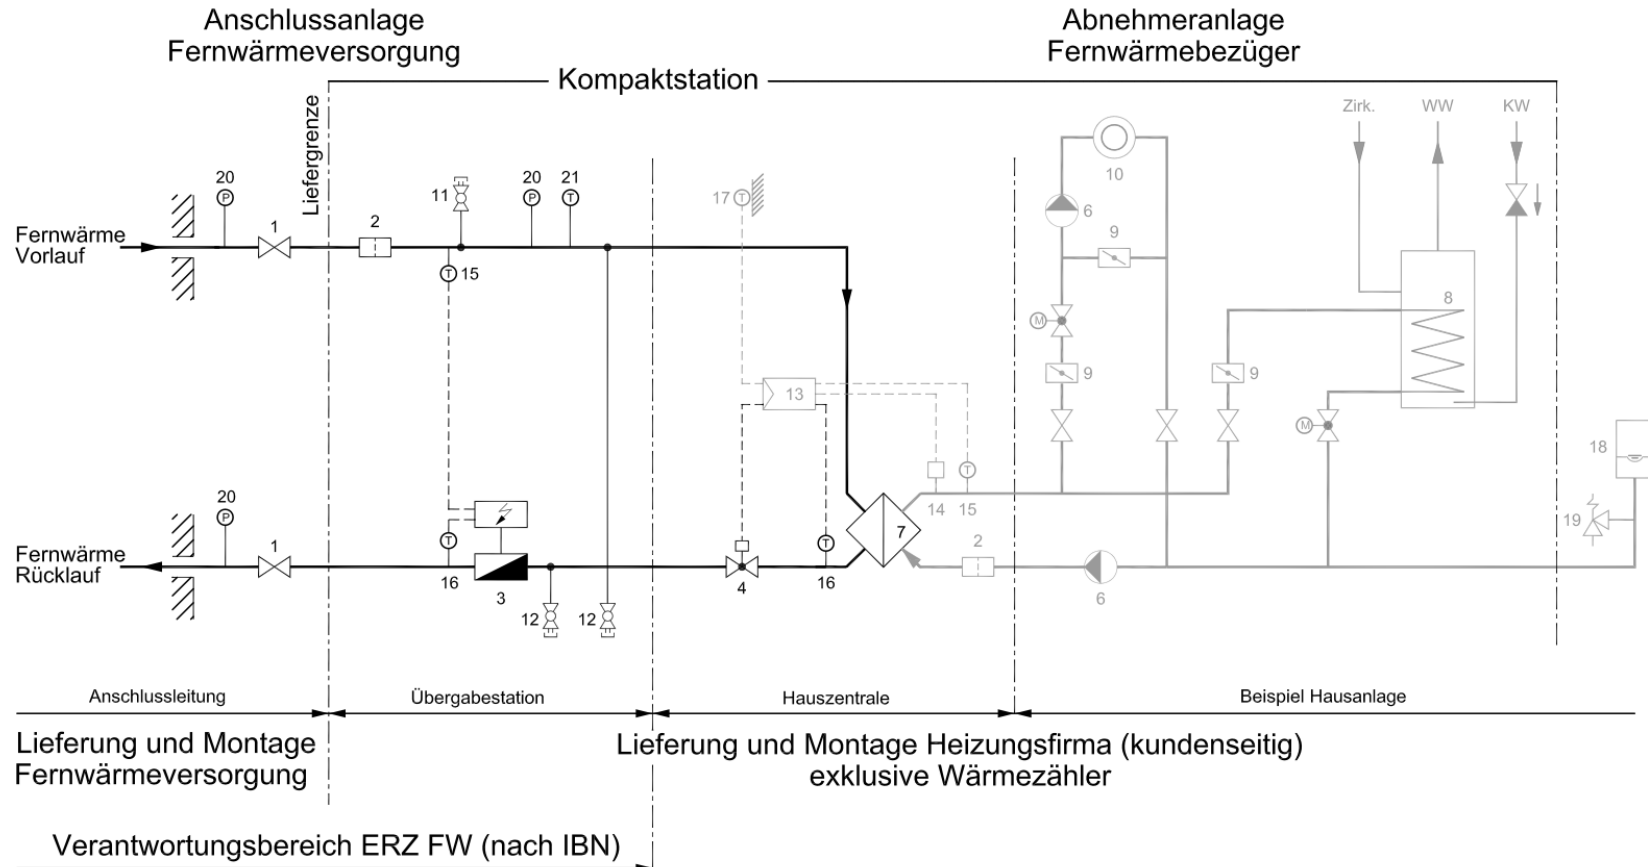 Anschlussanlage
Fernwärmeversorgung
Abnehmeranlage
Fernwärmebezüger
Kompaktstation
Liefergrenze
Zirk.
WW
KW
20
1
2
11
20
21
17
T
10
6
9
8
Fernwärme
Vorlauf
P
P
T
T
15
M
13
9
9
M
18
20
P
1
T
16
3
12
12
4
T
16
7
14
T
15
2
6
19
Fernwärme
Rücklauf
Anschlussleitung
Übergabestation
Hauszentrale
Beispiel Hausanlage
Lieferung und Montage
Fernwärmeversorgung
Lieferung und Montage Heizungsfirma (kundenseitig)
exklusive Wärmezähler
Verantwortungsbereich ERZ FW (nach IBN)